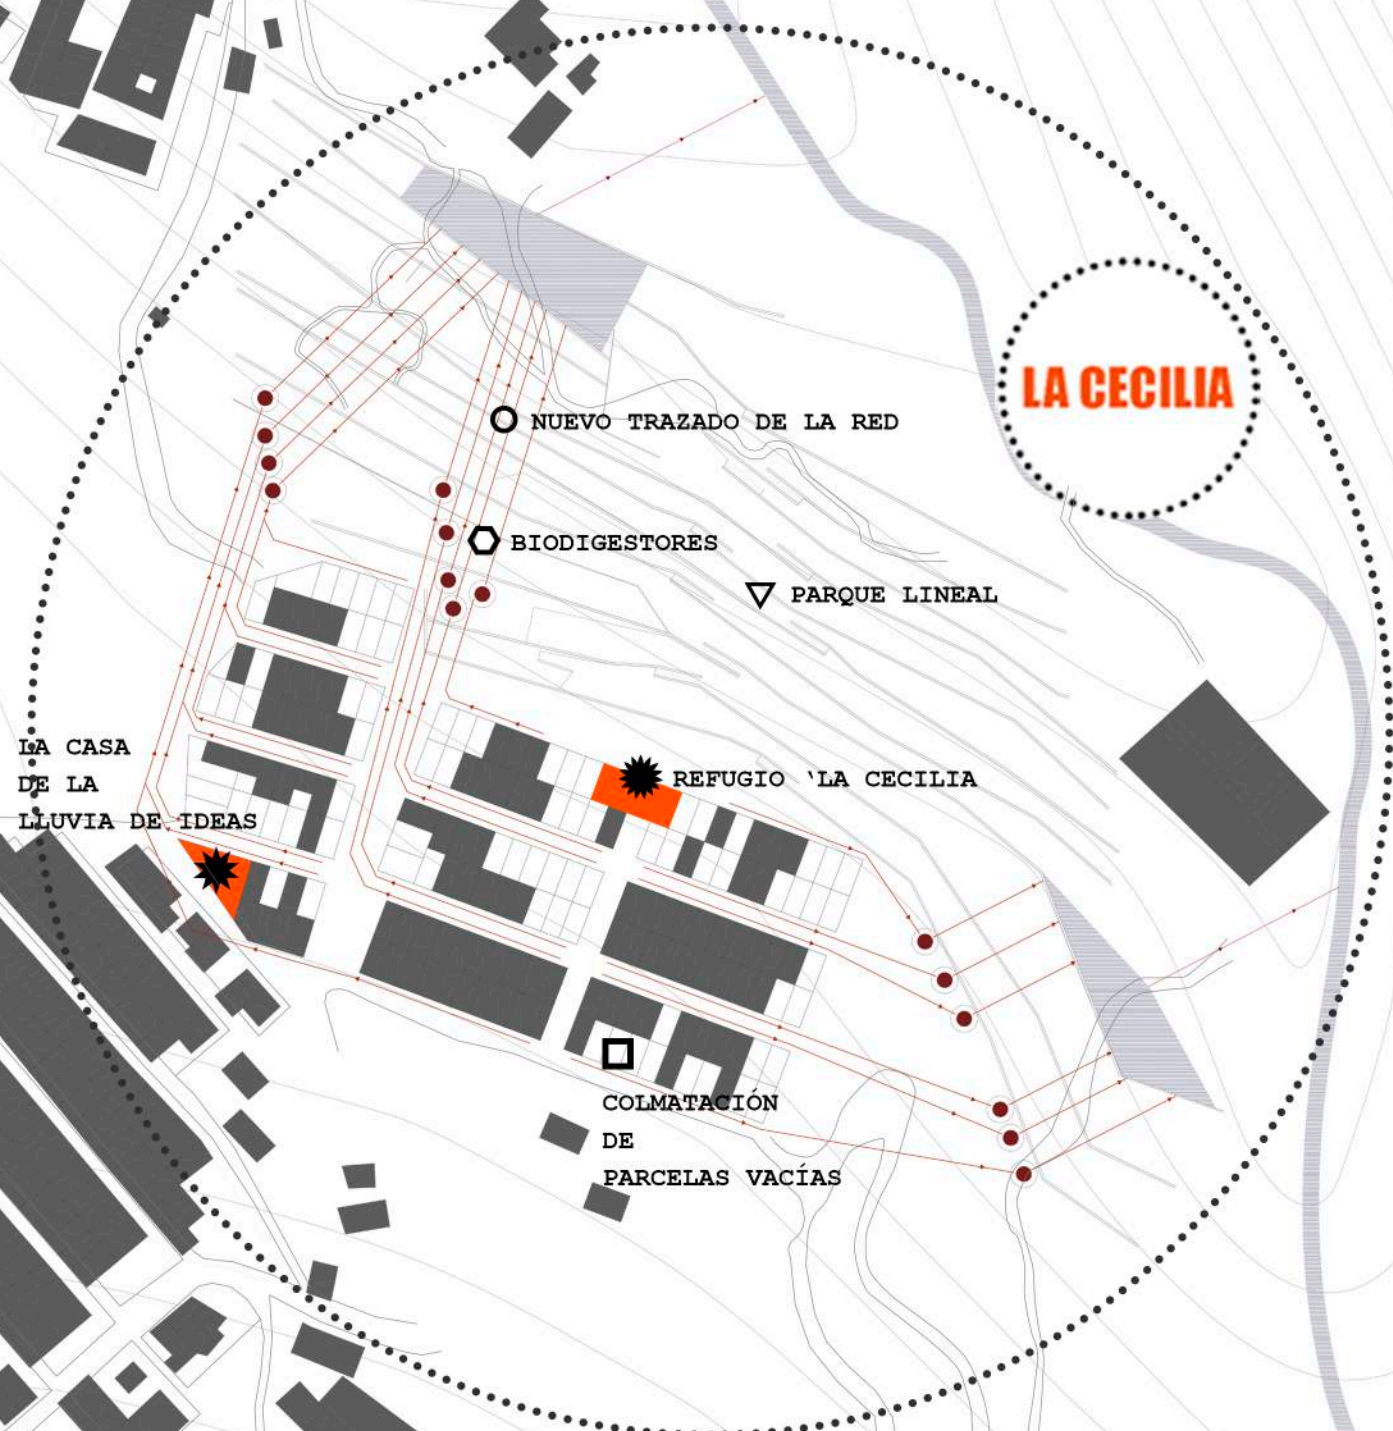 LA CECILIA
NUEVO TRAZADO DE LA RED
BIODIGESTORES
PARQUE LINEAL
LA CASA
DE LA
LLUVIA DE IDEAS
REFUGIO 'LA CECILIA
COLMATACIÓN
DE
PARCELAS VACÍAS